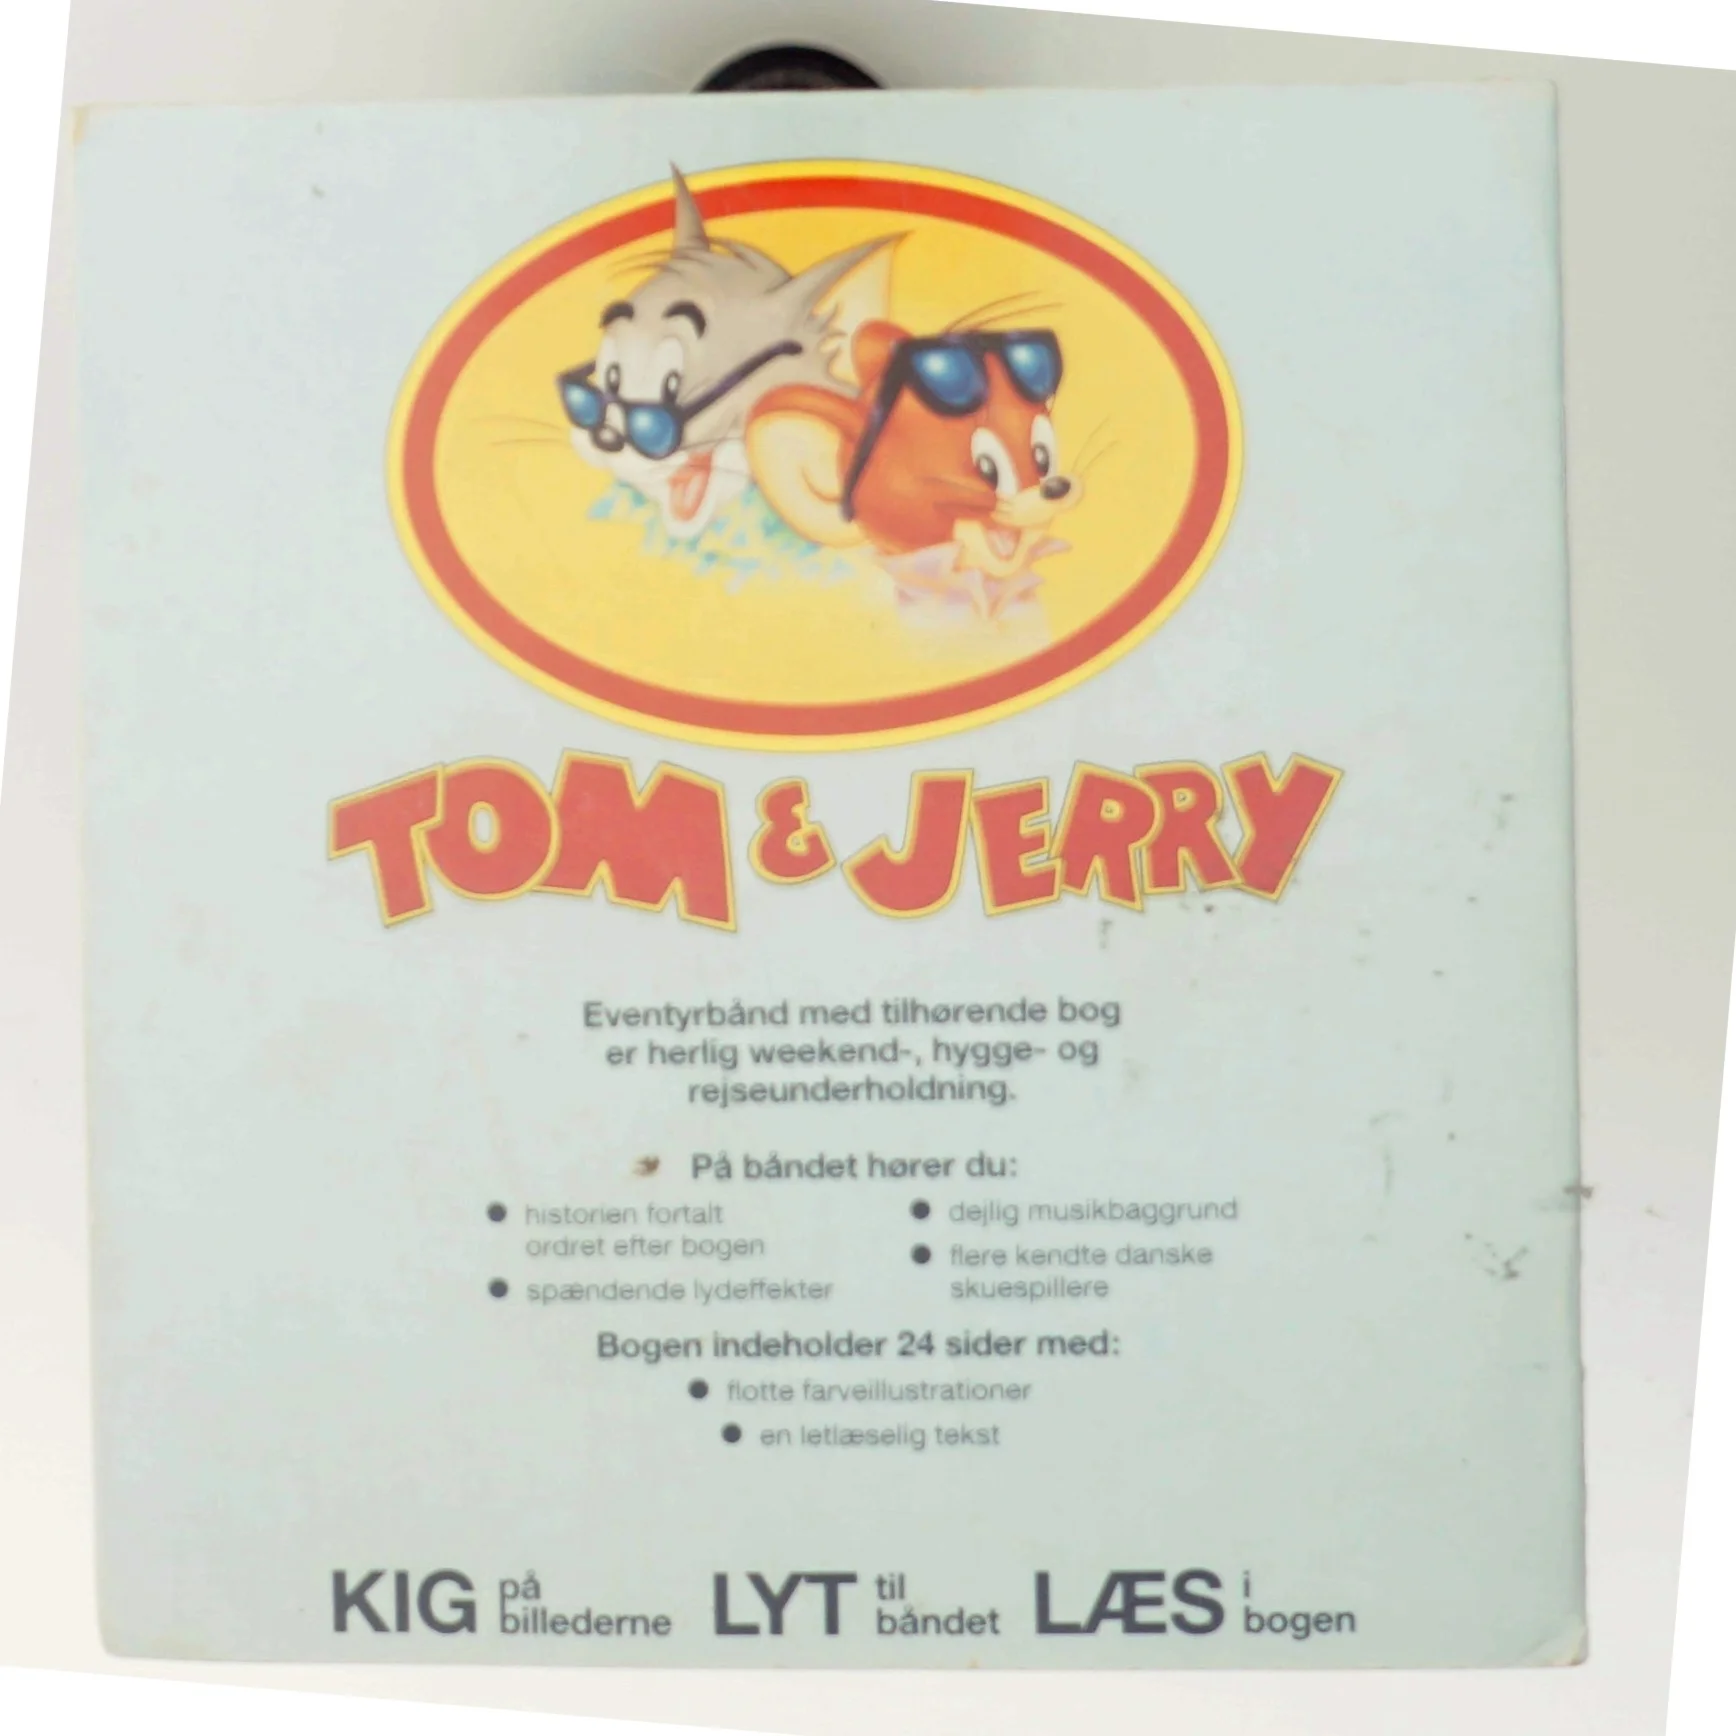 TOM & JERRY
Eventyrbånd med tilhørende bog
er herlig weekend-, hygge- og
rejseunderholdning.
På båndet hører du:
● historien fortalt
ordret efter bogen
● spændende lydeffekter
● dejlig musikbaggrund
● flere kendte danske
skuespillere
Bogen indeholder 24 sider med:
● flotte farveillustrationer
● en letlæselig tekst
KIG på billederne LYT til båndet LÆS i bogen